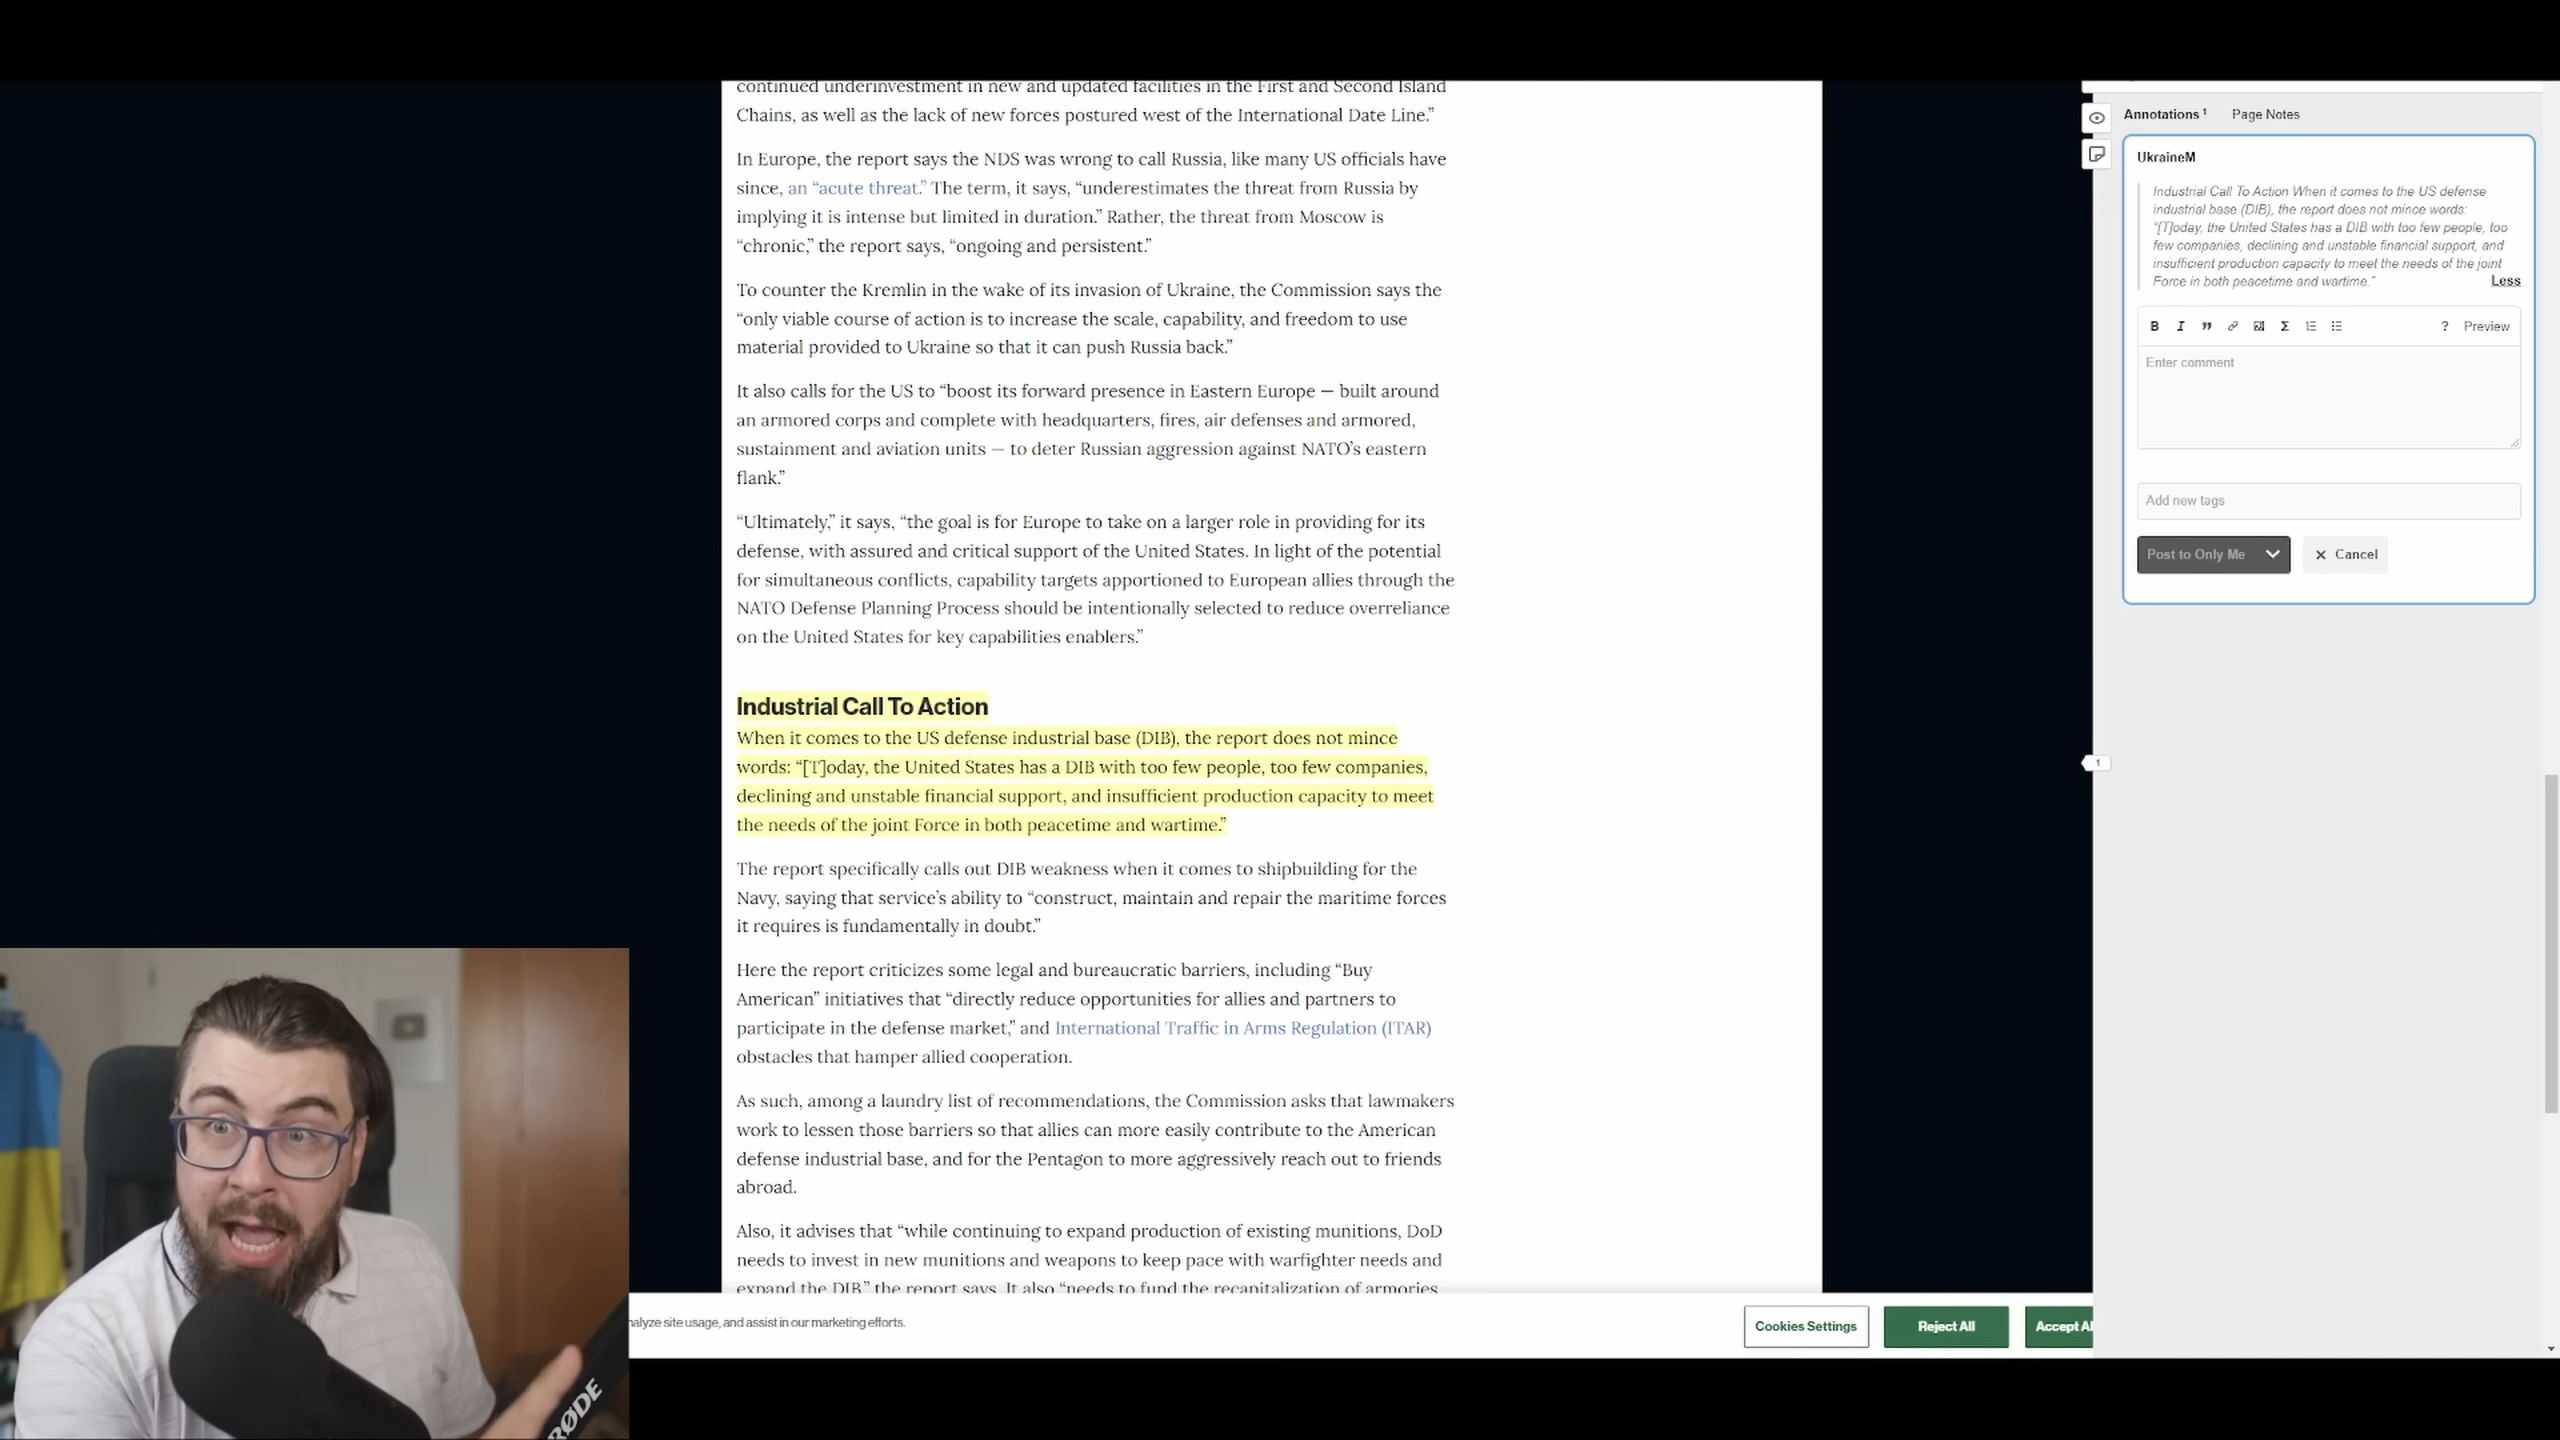 continued underinvestment in new and updated facilities in the First and Second Island
Chains, as well as the lack of new forces postured west of the International Date Line.”
In Europe, the report says the NDS was wrong to call Russia, like many US officials have
since, an “acute threat.” The term, it says, “underestimates the threat from Russia by
implying it is intense but limited in duration.” Rather, the threat from Moscow is
“chronic,” the report says, “ongoing and persistent.”
To counter the Kremlin in the wake of its invasion of Ukraine, the Commission says the
“only viable course of action is to increase the scale, capability, and freedom to use
material provided to Ukraine so that it can push Russia back.”
It also calls for the US to “boost its forward presence in Eastern Europe — built around
an armored corps and complete with headquarters, fires, air defenses and armored,
sustainment and aviation units — to deter Russian aggression against NATO’s eastern
flank.”
“Ultimately,” it says, “the goal is for Europe to take on a larger role in providing for its
defense, with assured and critical support of the United States. In light of the potential
for simultaneous conflicts, capability targets apportioned to European allies through the
NATO Defense Planning Process should be intentionally selected to reduce overreliance
on the United States for key capabilities enablers.”
Industrial Call To Action
When it comes to the US defense industrial base (DIB), the report does not mince
words: “[T]oday, the United States has a DIB with too few people, too few companies,
declining and unstable financial support, and insufficient production capacity to meet
the needs of the joint Force in both peacetime and wartime.”
The report specifically calls out DIB weakness when it comes to shipbuilding for the
Navy, saying that service’s ability to “construct, maintain and repair the maritime forces
it requires is fundamentally in doubt.”
Here the report criticizes some legal and bureaucratic barriers, including “Buy
American” initiatives that “directly reduce opportunities for allies and partners to
participate in the defense market,” and International Traffic in Arms Regulation (ITAR)
obstacles that hamper allied cooperation.
As such, among a laundry list of recommendations, the Commission asks that lawmakers
work to lessen those barriers so that allies can more easily contribute to the American
defense industrial base, and for the Pentagon to more aggressively reach out to friends
abroad.
Also, it advises that “while continuing to expand production of existing munitions, DoD
needs to invest in new munitions and weapons to keep pace with warfighter needs and
expand the DIB,” the report says. It also “needs to fund the recapitalization of armories
nalyze site usage, and assist in our marketing efforts.
Cookies Settings
Reject All
Accept Al
Annotations 1
Page Notes
UkraineM
Industrial Call To Action When it comes to the US defense
industrial base (DIB), the report does not mince words:
“[T]oday, the United States has a DIB with too few people, too
few companies, declining and unstable financial support, and
insufficient production capacity to meet the needs of the joint
Force in both peacetime and wartime.”
Less
B I ” Σ ? Preview
Enter comment
Add new tags
Post to Only Me
Cancel
1
RØDE